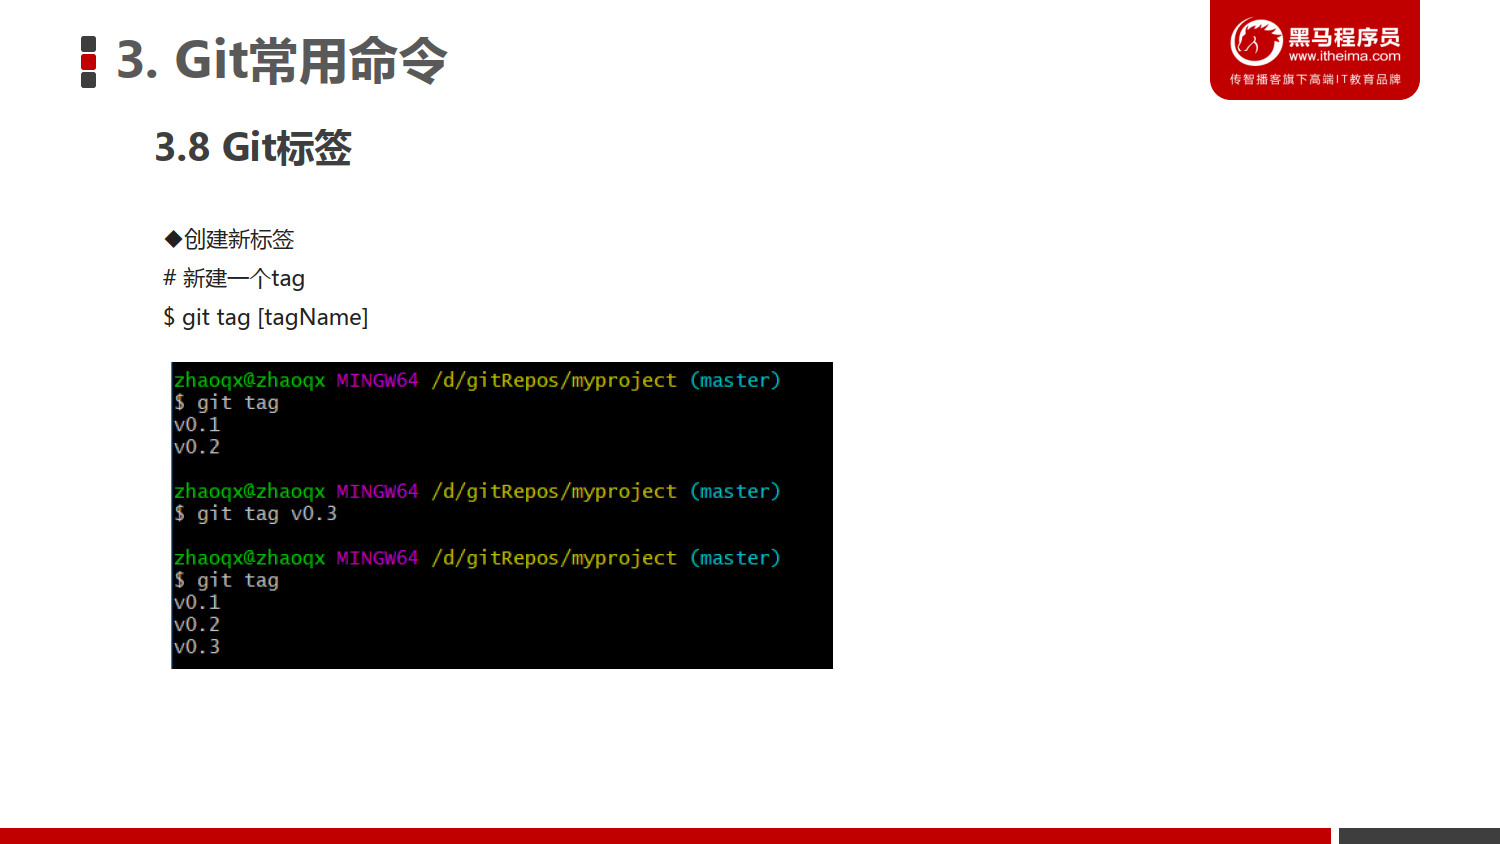 3. Git常用命令
黑马程序员
www.itheima.com
传智播客旗下高端IT教育品牌
3.8 Git标签
◆创建新标签
# 新建一个tag
$ git tag [tagName]
zhaoqx@zhaoqx MINGW64 /d/gitRepos/myproject (master)
$ git tag
v0.1
v0.2
zhaoqx@zhaoqx MINGW64 /d/gitRepos/myproject (master)
$ git tag v0.3
zhaoqx@zhaoqx MINGW64 /d/gitRepos/myproject (master)
$ git tag
v0.1
v0.2
v0.3